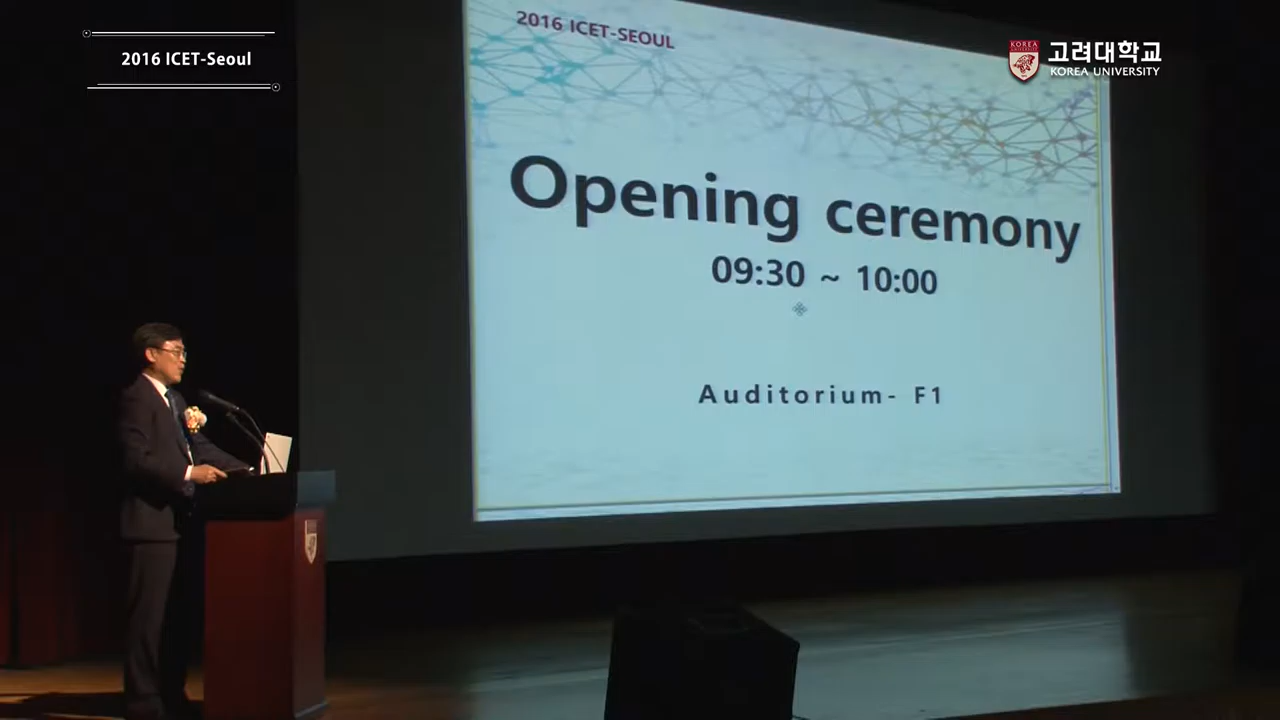 2016 ICET-Seoul
KOREA
고려대학교
KOREA UNIVERSITY
2016 ICET-SEOUL
Opening ceremony
09:30 ~ 10:00
Auditorium- F1